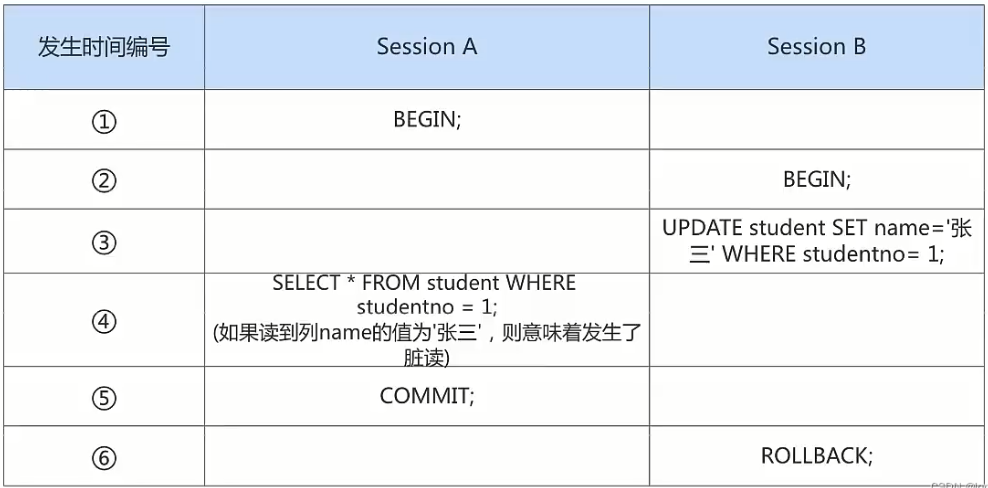 发生时间编号 Session A Session B
① BEGIN;
② BEGIN;
③ UPDATE student SET name='张
三' WHERE studentno= 1;
SELECT * FROM student WHERE
studentno = 1;
④ (如果读到列name的值为'张三'，则意味着发生了
脏读)
⑤ COMMIT;
⑥ ROLLBACK;